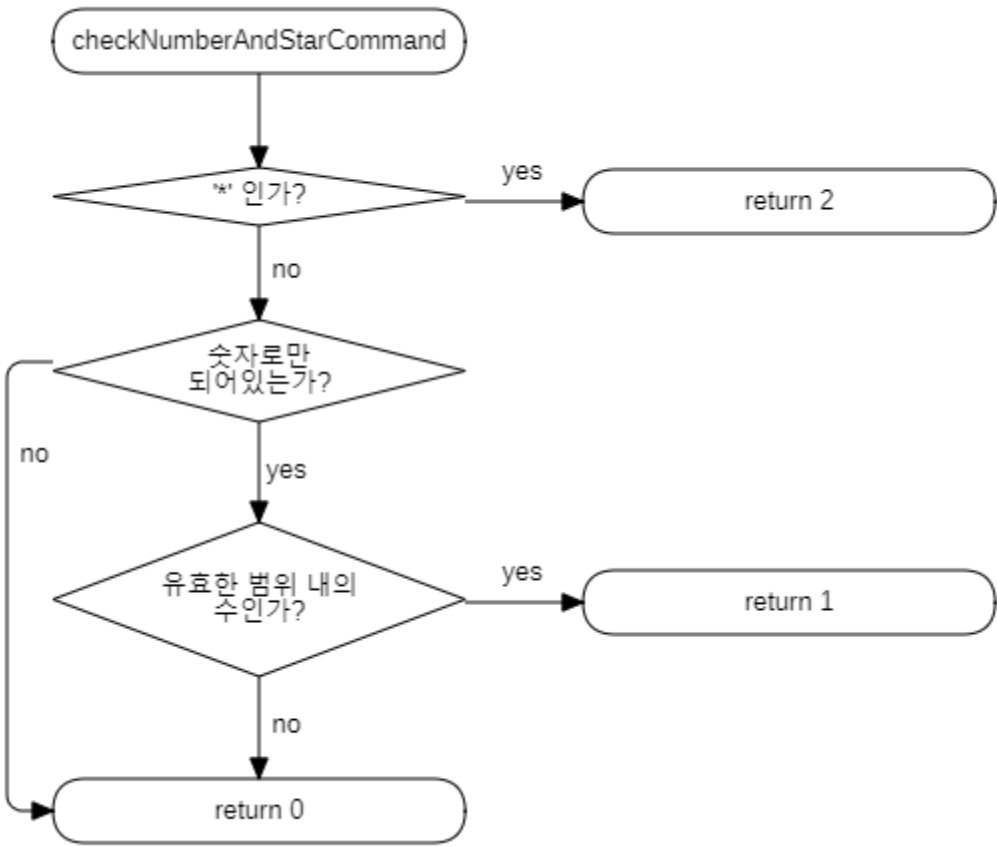 checkNumberAndStarCommand
'*' 인가?
yes
return 2
no
숫자로만
되어있는가?
no
yes
유효한 범위 내의
수인가?
yes
return 1
no
return 0